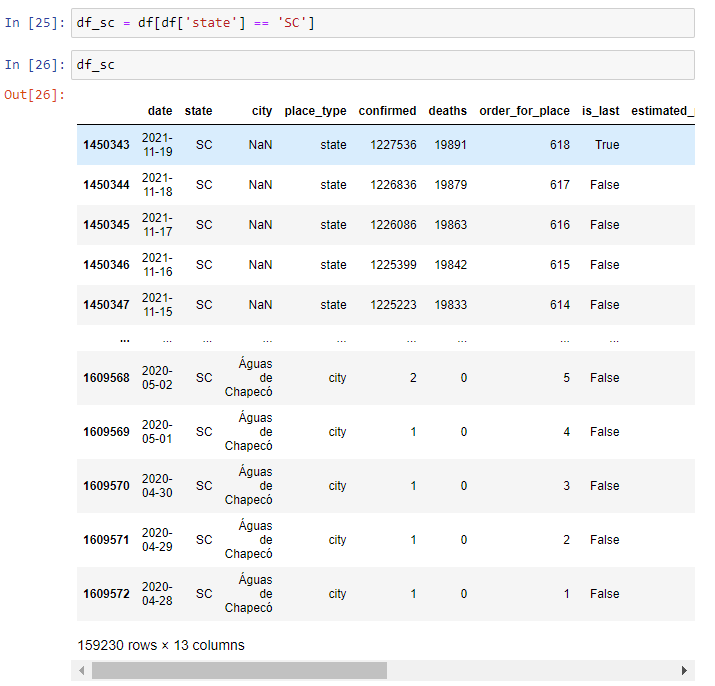 In [25]: df_sc = df[df['state'] == 'SC']
In [26]: df_sc
Out[26]:
date state city place_type confirmed deaths order_for_place is_last estimated_
1450343 2021-11-19 SC NaN state 1227536 19891 618 True
1450344 2021-11-18 SC NaN state 1226836 19879 617 False
1450345 2021-11-17 SC NaN state 1226086 19863 616 False
1450346 2021-11-16 SC NaN state 1225399 19842 615 False
1450347 2021-11-15 SC NaN state 1225223 19833 614 False
... ... ... ... ... ... ... ... ...
1609568 2020-05-02 SC Águas de Chapecó city 2 0 5 False
1609569 2020-05-01 SC Águas de Chapecó city 1 0 4 False
1609570 2020-04-30 SC Águas de Chapecó city 1 0 3 False
1609571 2020-04-29 SC Águas de Chapecó city 1 0 2 False
1609572 2020-04-28 SC Águas de Chapecó city 1 0 1 False
159230 rows × 13 columns